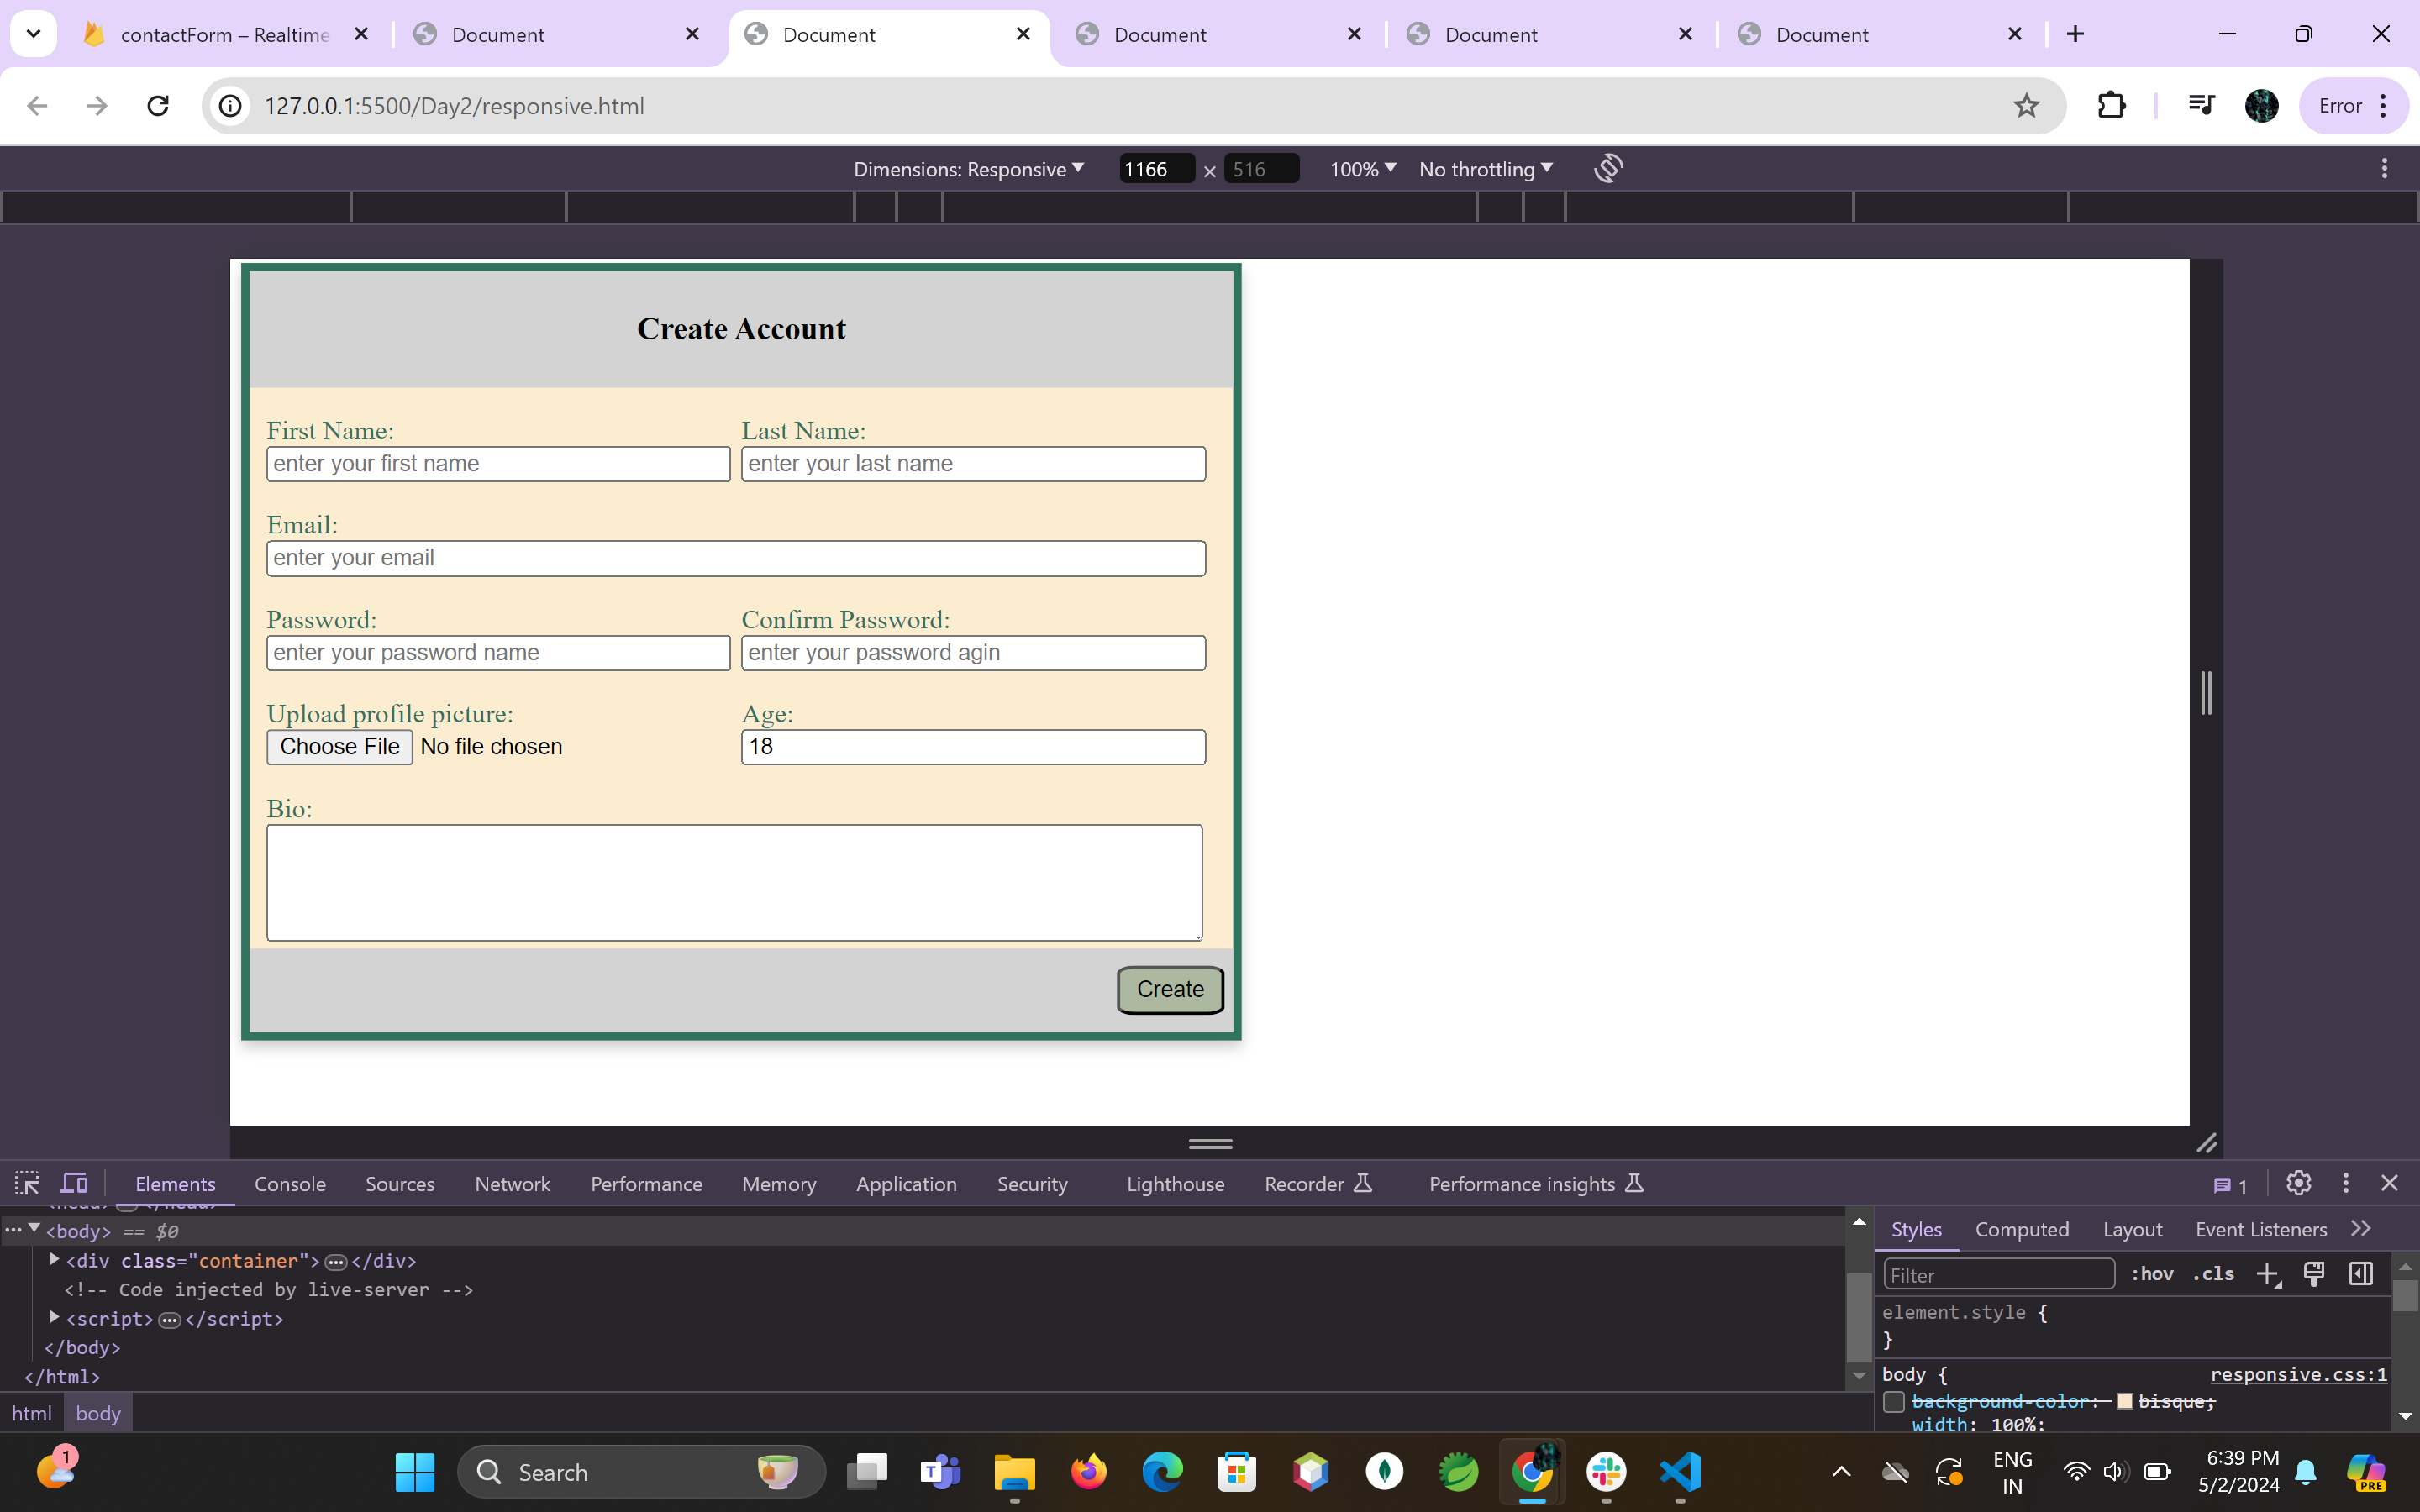 contactForm – Realtime
Document
Document
Document
Document
Document
127.0.0.1:5500/Day2/responsive.html
Error
Dimensions: Responsive 1166 × 516 100% No throttling
Create Account
First Name: Last Name:
enter your first name enter your last name
Email:
enter your email
Password: Confirm Password:
enter your password name enter your password agin
Upload profile picture: Age:
Choose File No file chosen 18
Bio:
Create
Elements Console Sources Network Performance Memory Application Security Lighthouse Recorder Performance insights 1
<body> == $0
<div class="container"> ... </div>
<!-- Code injected by live-server -->
<script> ... </script>
</body>
</html>
html body
Styles Computed Layout Event Listeners
Filter :hov .cls
element.style {
}
body { responsive.css:1
background-color: bisque;
width: 100%;
1
Search
ENG
IN
6:39 PM
5/2/2024
PRE